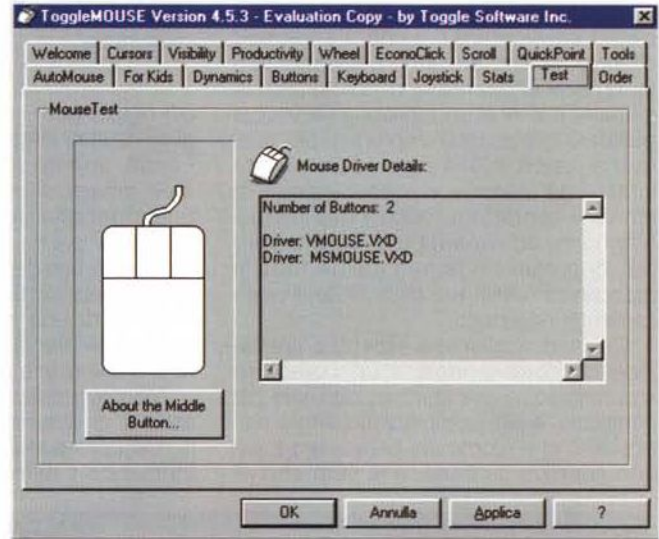 ToggleMOUSE Version 4.5.3 - Evaluation Copy - by Toggle Software Inc.
Welcome Cursors Visibility Productivity Wheel EconoClick Scroll QuickPoint Tools
AutoMouse For Kids Dynamics Buttons Keyboard Joystick Stats Test Order
MouseTest
Mouse Driver Details:
Number of Buttons: 2
Driver: VMOUSE.VXD
Driver: MSMOUSE.VXD
About the Middle
Button...
OK Annulla Applica ?